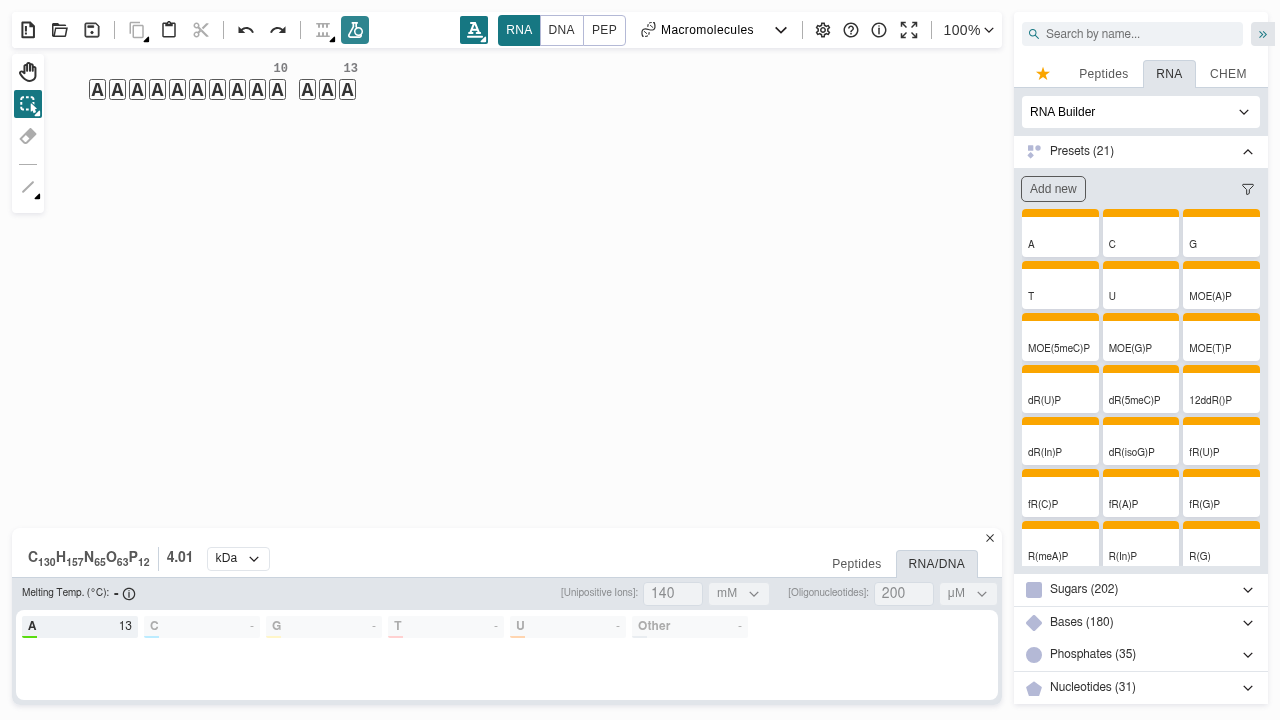 A RNA DNA PEP Macromolecules 100%
Search by name...
Peptides RNA CHEM
RNA Builder
Presets (21)
Add new
A C G
T U MOE(A)P
MOE(5meC)P MOE(G)P MOE(T)P
dR(U)P dR(5meC)P 12ddR()P
dR(In)P dR(isoG)P fR(U)P
fR(C)P fR(A)P fR(G)P
R(meA)P R(In)P R(G)
Sugars (202)
Bases (180)
Phosphates (35)
Nucleotides (31)
10 13
A A A A A A A A A A A A A
C130H157N65O63P12 4.01 kDa
Peptides RNA/DNA
Melting Temp. (°C): - [Unipositive Ions]: 140 mM [Oligonucleotides]: 200 μM
A 13 C - G - T - U - Other -